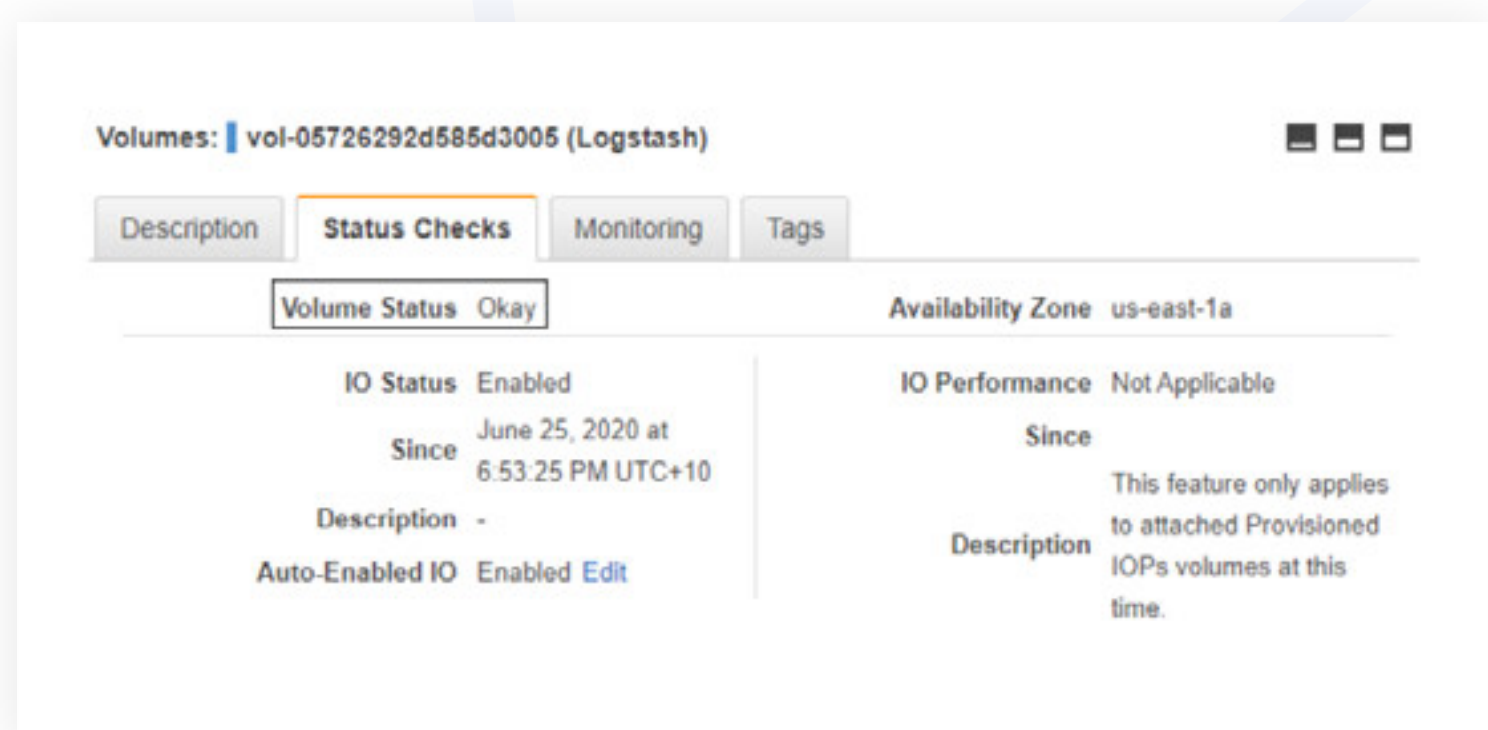 Volumes: vol-05726292d585d3005 (Logstash)
Description Status Checks Monitoring Tags
Volume Status Okay
Availability Zone us-east-1a
IO Status Enabled
Since June 25, 2020 at
6:53:25 PM UTC+10
Description -
Auto-Enabled IO Enabled Edit
IO Performance Not Applicable
Since
Description This feature only applies
to attached Provisioned
IOPs volumes at this
time.